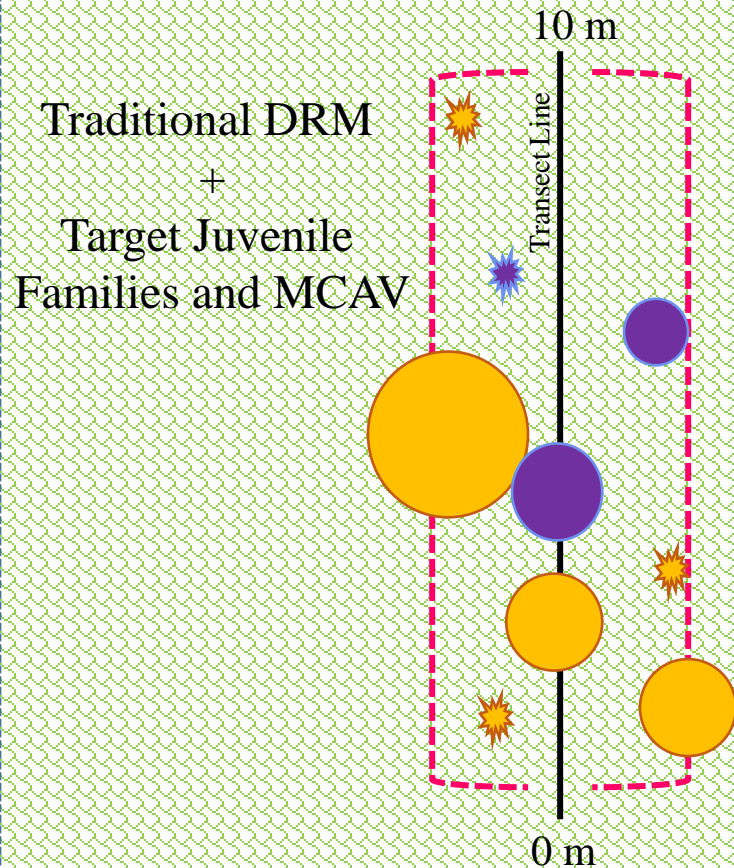 10 m
Traditional DRM
+
Target Juvenile
Families and MCAV
Transect Line
0 m